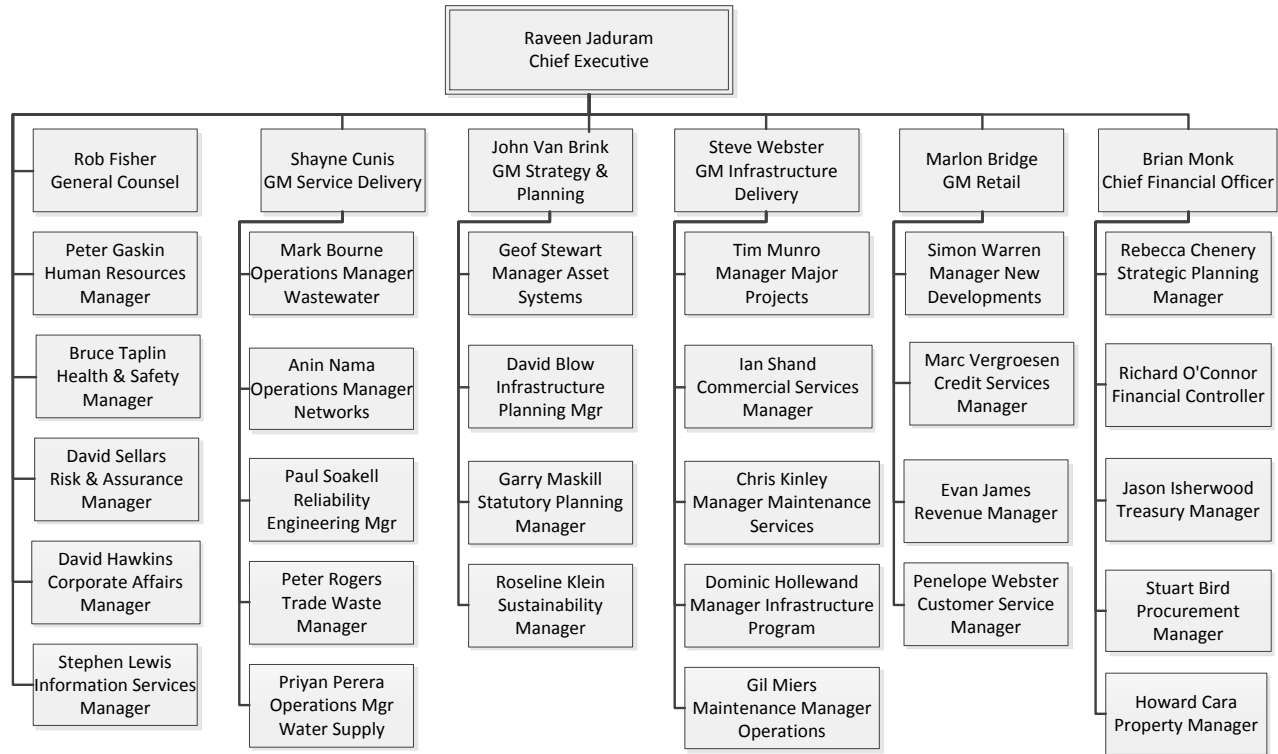 Raveen Jaduram
Chief Executive
Rob Fisher
General Counsel
Peter Gaskin
Human Resources
Manager
Bruce Taplin
Health & Safety
Manager
David Sellars
Risk & Assurance
Manager
David Hawkins
Corporate Affairs
Manager
Stephen Lewis
Information Services
Manager
Shayne Cunis
GM Service Delivery
Mark Bourne
Operations Manager
Wastewater
Anin Nama
Operations Manager
Networks
Paul Soakell
Reliability
Engineering Mgr
Peter Rogers
Trade Waste
Manager
Priyan Perera
Operations Mgr
Water Supply
John Van Brink
GM Strategy &
Planning
Geof Stewart
Manager Asset
Systems
David Blow
Infrastructure
Planning Mgr
Garry Maskill
Statutory Planning
Manager
Roseline Klein
Sustainability
Manager
Steve Webster
GM Infrastructure
Delivery
Tim Munro
Manager Major
Projects
Ian Shand
Commercial Services
Manager
Chris Kinley
Manager Maintenance
Services
Dominic Hollewand
Manager Infrastructure
Program
Gil Miers
Maintenance Manager
Operations
Marlon Bridge
GM Retail
Simon Warren
Manager New
Developments
Marc Vergroesen
Credit Services
Manager
Evan James
Revenue Manager
Penelope Webster
Customer Service
Manager
Brian Monk
Chief Financial Officer
Rebecca Chenery
Strategic Planning
Manager
Richard O'Connor
Financial Controller
Jason Isherwood
Treasury Manager
Stuart Bird
Procurement
Manager
Howard Cara
Property Manager